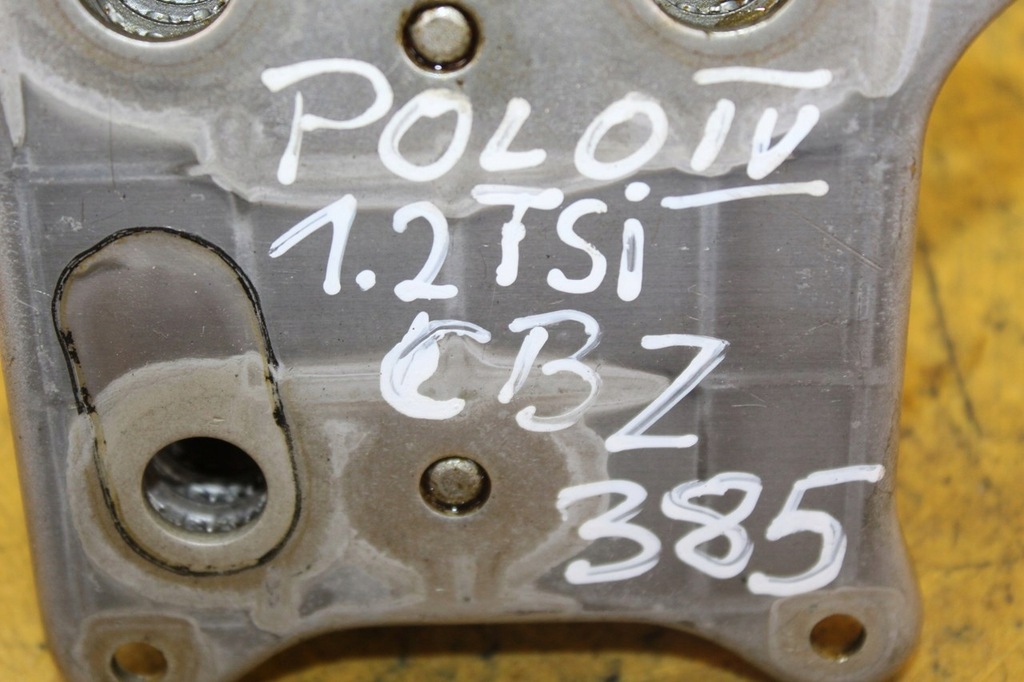 POLO IV
1.2 TSi
CBZ
385